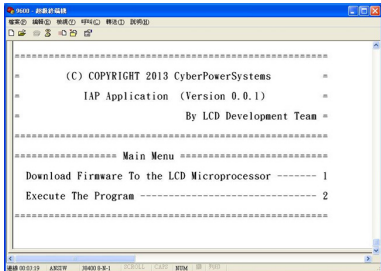 9600 - 超級終端機
檔案(F) 編輯(E) 檢視(V) 呼叫(C) 轉送(T) 說明(H)
==================================================
= (C) COPYRIGHT 2013 CyberPowerSystems =
= IAP Application (Version 0.0.1) =
= By LCD Development Team =
==================================================
================= Main Menu =========================
Download Firmware To the LCD Microprocessor ------- 1
Execute The Program ------------------------------- 2
==================================================
連線 00:03:19 ANSIW 38400 8-N-1 SCROLL CAPS NUM